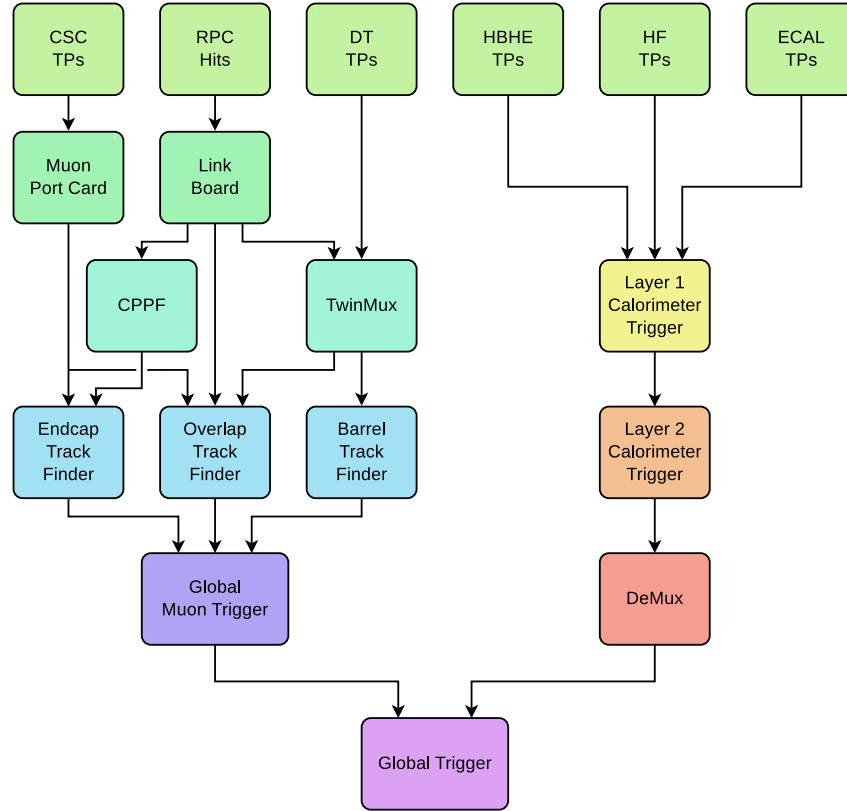 CSC
TPs
RPC
Hits
DT
TPs
HBHE
TPs
HF
TPs
ECAL
TPs
Muon
Port Card
Link
Board
CPPF
TwinMux
Layer 1
Calorimeter
Trigger
Endcap
Track
Finder
Overlap
Track
Finder
Barrel
Track
Finder
Layer 2
Calorimeter
Trigger
Global
Muon Trigger
DeMux
Global Trigger